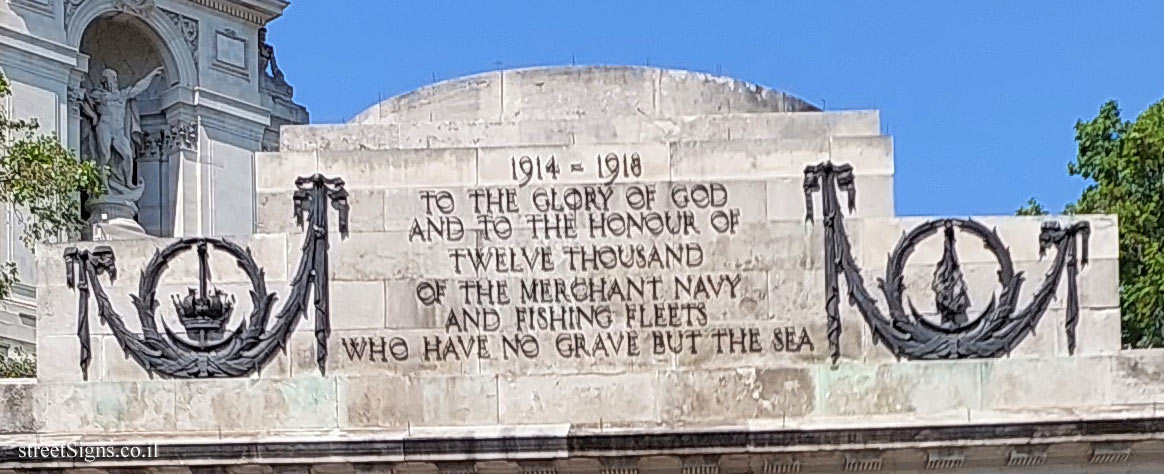 1914 = 1918
TO THE GLORY OF GOD
AND TO THE HONOUR OF
TWELVE THOUSAND
OF THE MERCHANT NAVY
AND FISHING FLEETS
WHO HAVE NO GRAVE BUT THE SEA
streetSigns.co.il